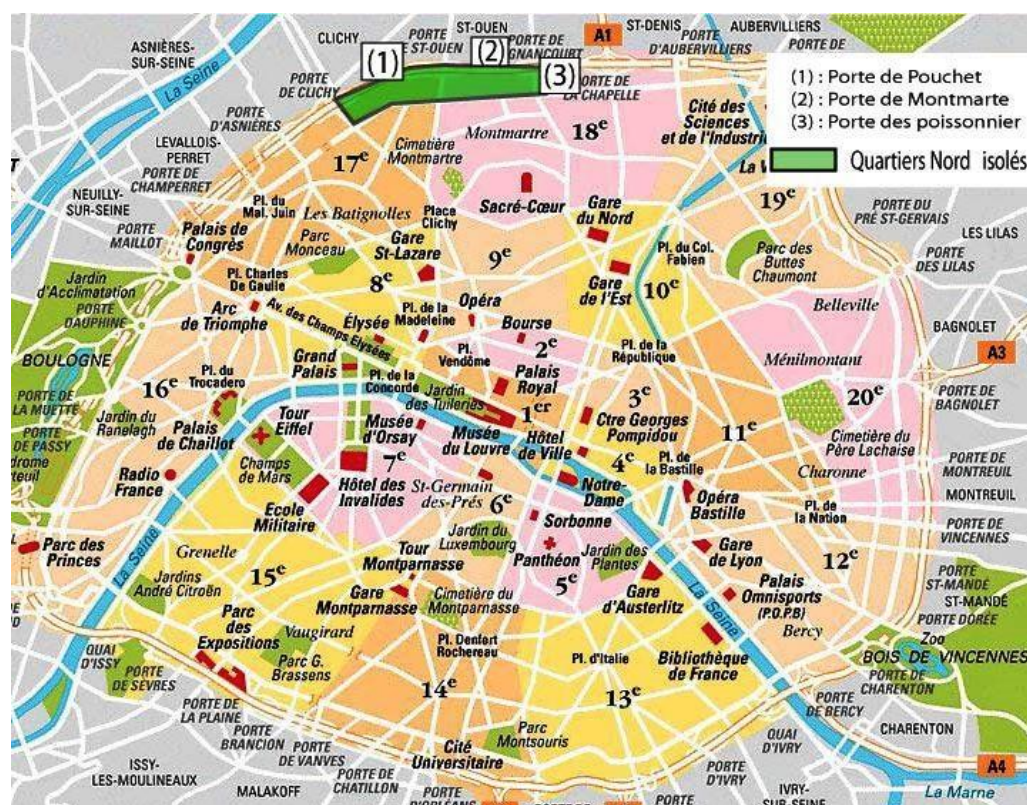 CLICHY
ST-OUEN
ST-DENIS
AUBERVILLIERS
ASNIÈRES-
SUR-SEINE
PORTE
ST-OUEN
(2)
PORTE DE
GNANCOURT
A1
PORTE
D'AUBERVILLIERS
PORTE DE
(1)
(3)
La Seine
PORTE
DE CLICHY
PORTE DE
LA CHAPELLE
(1) : Porte de Pouchet
(2) : Porte de Montmarte
(3) : Porte des poissonnier
Quartiers Nord isolés
PORTE
D'ASNIÈRES
Cité des
Sciences
et de l'Industrie
LEVALLOIS-
PERRET
PORTE DE
CHAMPERRET
Montmartre
18e
Cimetière
Montmartre
17e
NEUILLY-
SUR-SEINE
Sacré-Cœur
Gare
du Nord
19e
PORTE DU
PRÉ ST-GERVAIS
Pl. du
Mal. Juin
Les Batignolles
Place
Clichy
PORTE
MAILLOT
Palais de
Congrès
Parc
Monceau
Gare
St-Lazare
9e
Pl. du Col.
Fabien
Parc des
Buttes
Chaumont
LES LILAS
PORTE
DES LILAS
Jardin
d'Acclimatation
Pl. Charles
De Gaulle
8e
Gare
de l'Est
10e
PORTE
DAUPHINE
Arc
de Triomphe
Av. des Champs Elysées
Élysée
Pl. de la
Madeleine
Opéra
Bourse
Belleville
BAGNOLET
A3
BOULOGNE
Grand
Palais
Pl.
Vendôme
2e
Pl. de la
République
Ménilmontant
PORTE DE
LA MUETTE
16e
Pl. du
Trocadero
Pl. de la
Concorde
Jardin
des Tuileries
Palais
Royal
3e
20e
PORTE DE
BAGNOLET
Jardin du
Ranelagh
Palais
de Chaillot
Tour
Eiffel
Musée
d'Orsay
Musée
du Louvre
1er
Hôtel
de Ville
Ctre Georges
Pompidou
11e
Cimetière du
Père Lachaise
PORTE
DE PASSY
drome
teuil
Radio
France
Champs
de Mars
7e
Hôtel des
Invalides
St-Germain
des-Prés
6e
4e
Pl. de
la Bastille
Charonne
PORTE DE
MONTREUIL
MONTREUIL
Notre-
Dame
Opéra
Bastille
Pl. de
la Nation
Ecole
Militaire
Sorbonne
PORTE DE
VINCENNES
Parc des
Princes
La Seine
Grenelle
Tour
Montparnasse
Jardin du
Luxembourg
Panthéon
Jardin des
Plantes
Gare
de Lyon
12e
PORTE
ST-MANDÉ
ST-MANDÉ
15e
Jardins
André Citroën
Gare
Montparnasse
Cimetière du
Montparnasse
5e
Gare
d'Austerlitz
La Seine
Palais
Omnisports
(P.O.P.B)
PORTE DORÉE
Parc
des
Expositions
Vaugirard
Pl. Denfort
Rochereau
Bercy
Zoo
BOIS DE VINCENNES
QUAI
D'ISSY
PORTE
DE SÈVRES
Parc G.
Brassens
Pl. d'Italie
Bibliothèque
de France
PORTE
DE CHARENTON
14e
13e
PORTE DE
LA PLAINE
PORTE
BRANCION
PORTE
DE BERCY
CHARENTON
Parc
Montsouris
QUAI
D'IVRY
ISSY-
LES-MOULINEAUX
PORTE
DE VANVES
Cité
Universitaire
PORTE
D'IVRY
A4
MALAKOFF
PORTE DE
CHATILLON
PORTE
D'ORLÉANS
PORTE
IVRY-
SUR-SEINE
La Marne